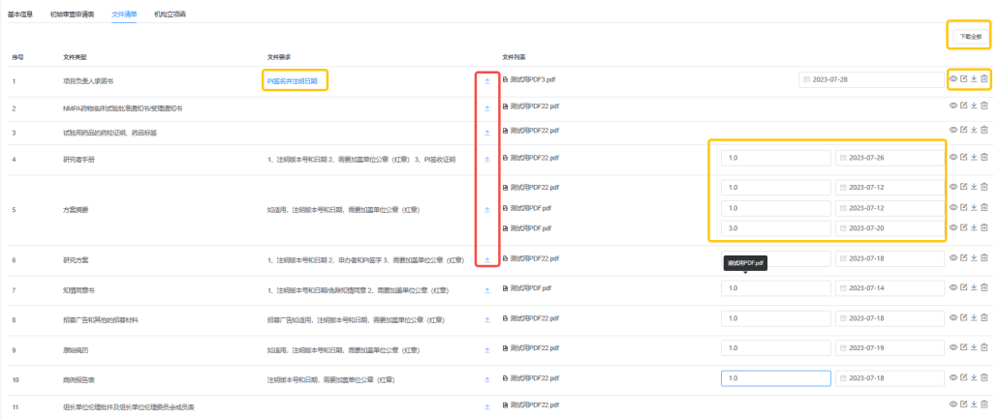 基本信息 初始审查申请表 文件清单 机构立项函
下载全部
序号 文件类型 文件要求 文件列表
1 项目负责人承诺书 PI签名并注明日期 测试用PDF3.pdf 2023-07-28
2 NMPA药物临床试验批准通知书/受理通知书 测试用PDF22.pdf
3 试验用药品的药检证明、药品标签 测试用PDF22.pdf
4 研究者手册 1、注明版本号和日期 2、需要加盖单位公章（红章） 3、PI签收证明 测试用PDF22.pdf 1.0 2023-07-26
测试用PDF22.pdf 1.0 2023-07-12
5 方案摘要 如适用，注明版本号和日期，需要加盖单位公章（红章） 测试用PDF.pdf 1.0 2023-07-12
测试用PDF.pdf 3.0 2023-07-20
6 研究方案 1、注明版本号和日期 2、申办者和PI签字 3、需要加盖单位公章（红章） 测试用PDF22.pdf 2023-07-18
测试用PDF.pdf
7 知情同意书 1、注明版本号和日期/免除知情同意 2、需要加盖单位公章（红章） 测试用PDF.pdf 1.0 2023-07-14
8 招募广告和其他的招募材料 招募广告如适用，注明版本号和日期，需要加盖单位公章（红章） 测试用PDF22.pdf 1.0 2023-07-18
9 原始病历 如适用，注明版本号和日期，需要加盖单位公章（红章） 测试用PDF22.pdf 1.0 2023-07-19
10 病例报告表 注明版本号和日期，需要加盖单位公章（红章） 测试用PDF22.pdf 1.0 2023-07-18
11 组长单位伦理批件及组长单位伦理委员会成员表 测试用PDF22.pdf